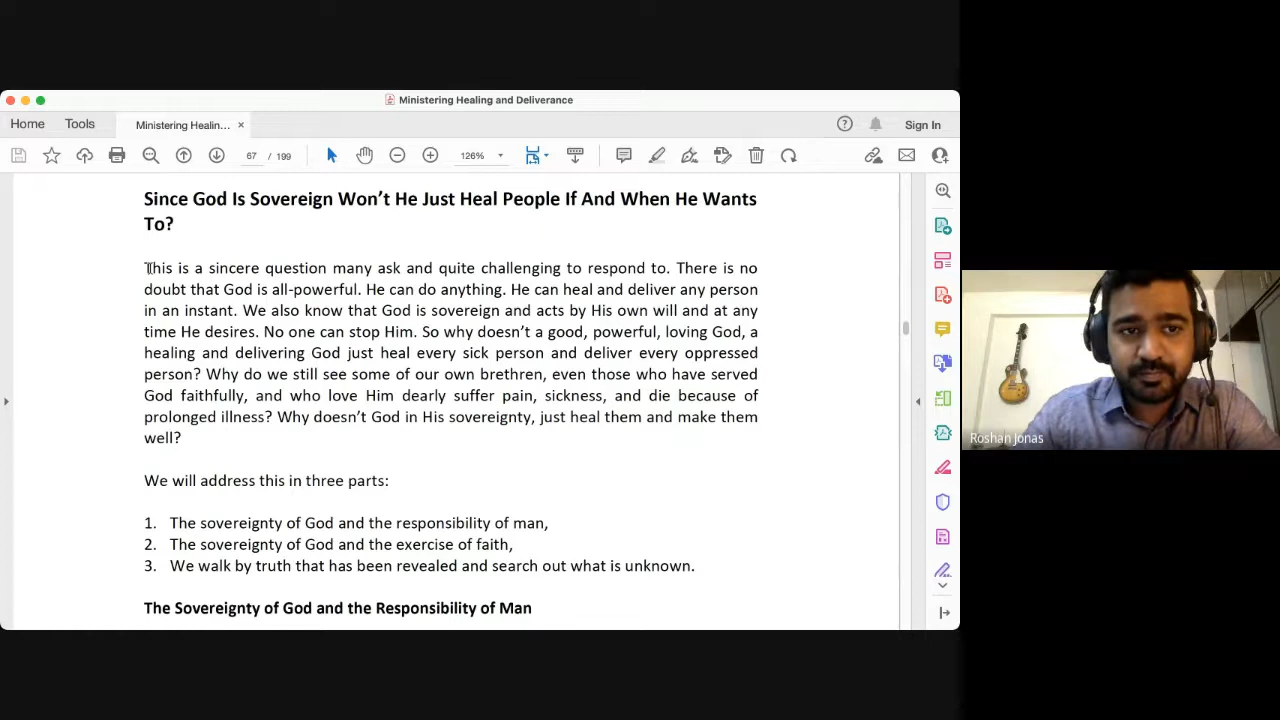 Ministering Healing and Deliverance
Home
Tools
Ministering Healin... ×
Sign In
67 / 199
126%
Since God Is Sovereign Won't He Just Heal People If And When He Wants
To?
This is a sincere question many ask and quite challenging to respond to. There is no
doubt that God is all-powerful. He can do anything. He can heal and deliver any person
in an instant. We also know that God is sovereign and acts by His own will and at any
time He desires. No one can stop Him. So why doesn't a good, powerful, loving God, a
healing and delivering God just heal every sick person and deliver every oppressed
person? Why do we still see some of our own brethren, even those who have served
God faithfully, and who love Him dearly suffer pain, sickness, and die because of
prolonged illness? Why doesn't God in His sovereignty, just heal them and make them
well?
We will address this in three parts:
1. The sovereignty of God and the responsibility of man,
2. The sovereignty of God and the exercise of faith,
3. We walk by truth that has been revealed and search out what is unknown.
The Sovereignty of God and the Responsibility of Man
Roshan Jonas